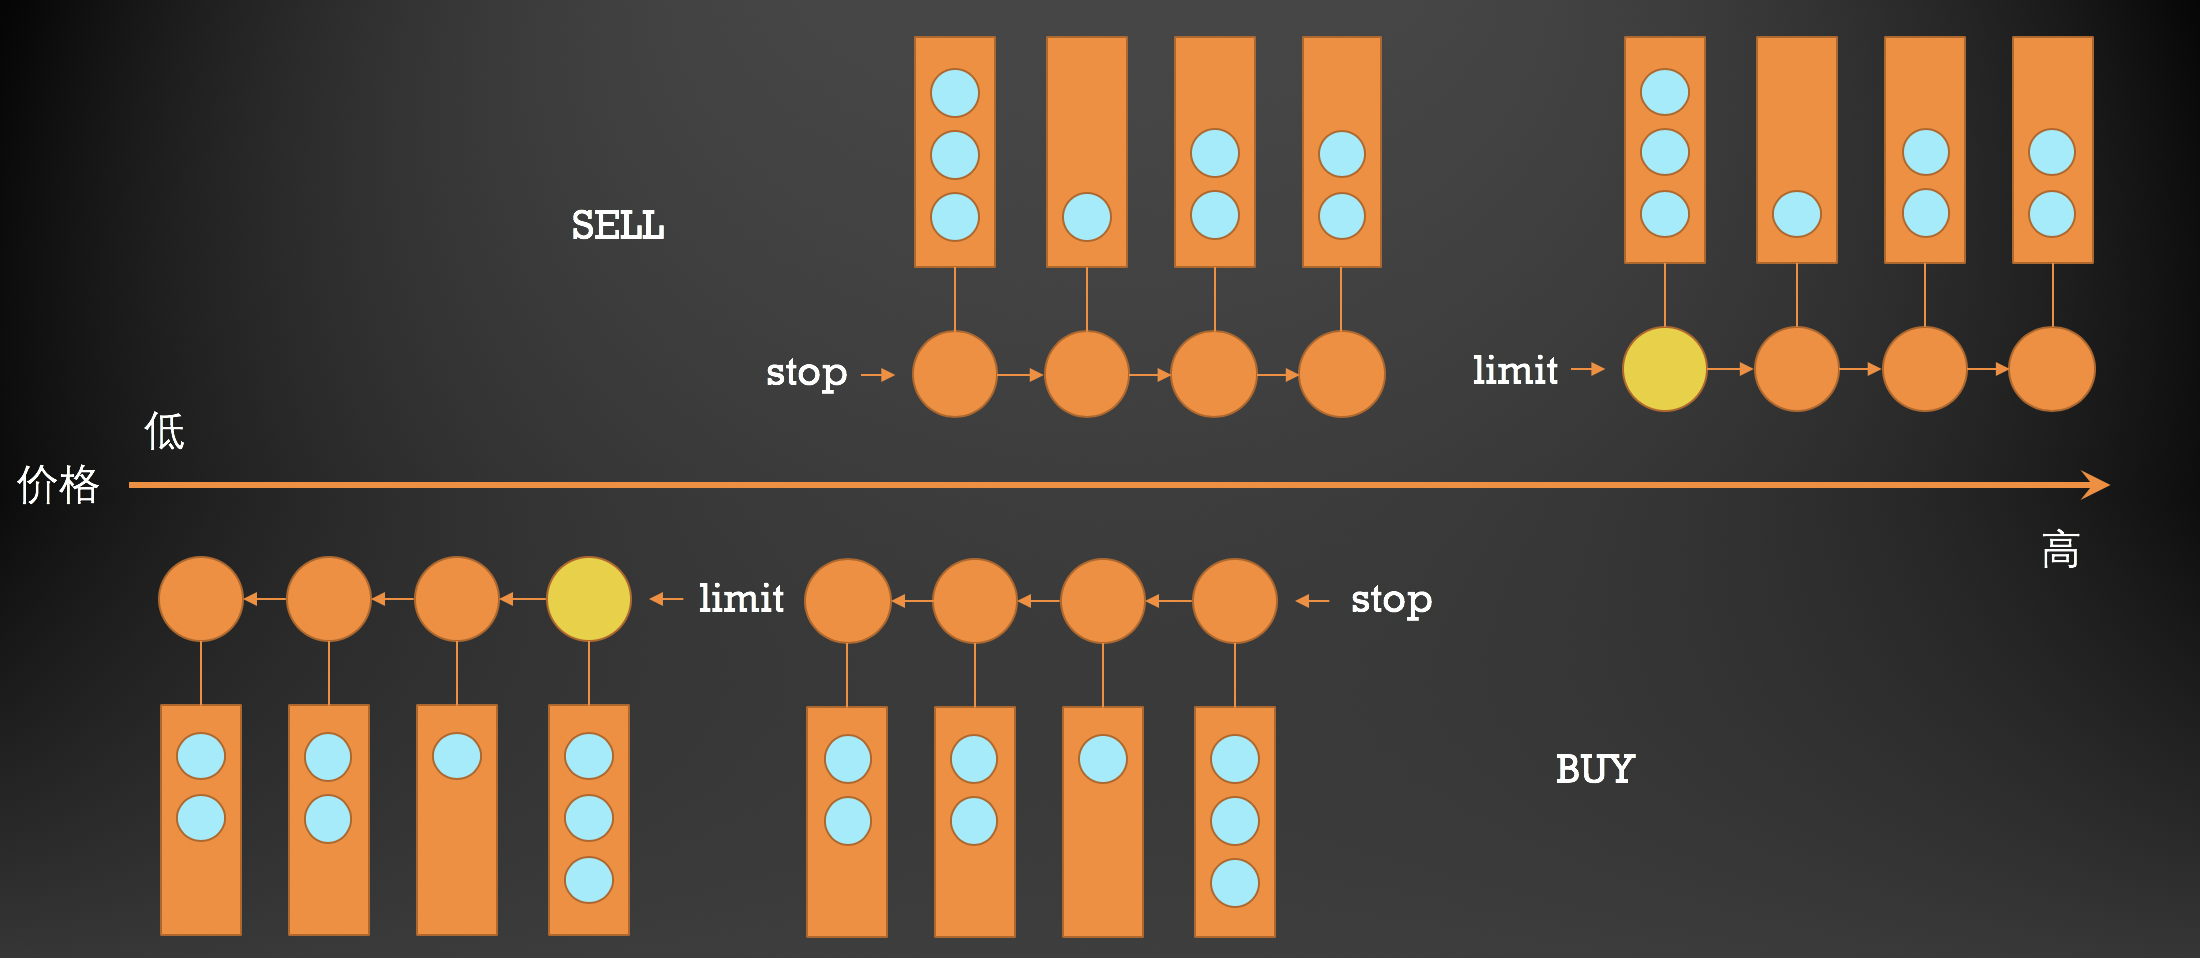 SELL
stop
limit
低
价格
高
limit
stop
BUY